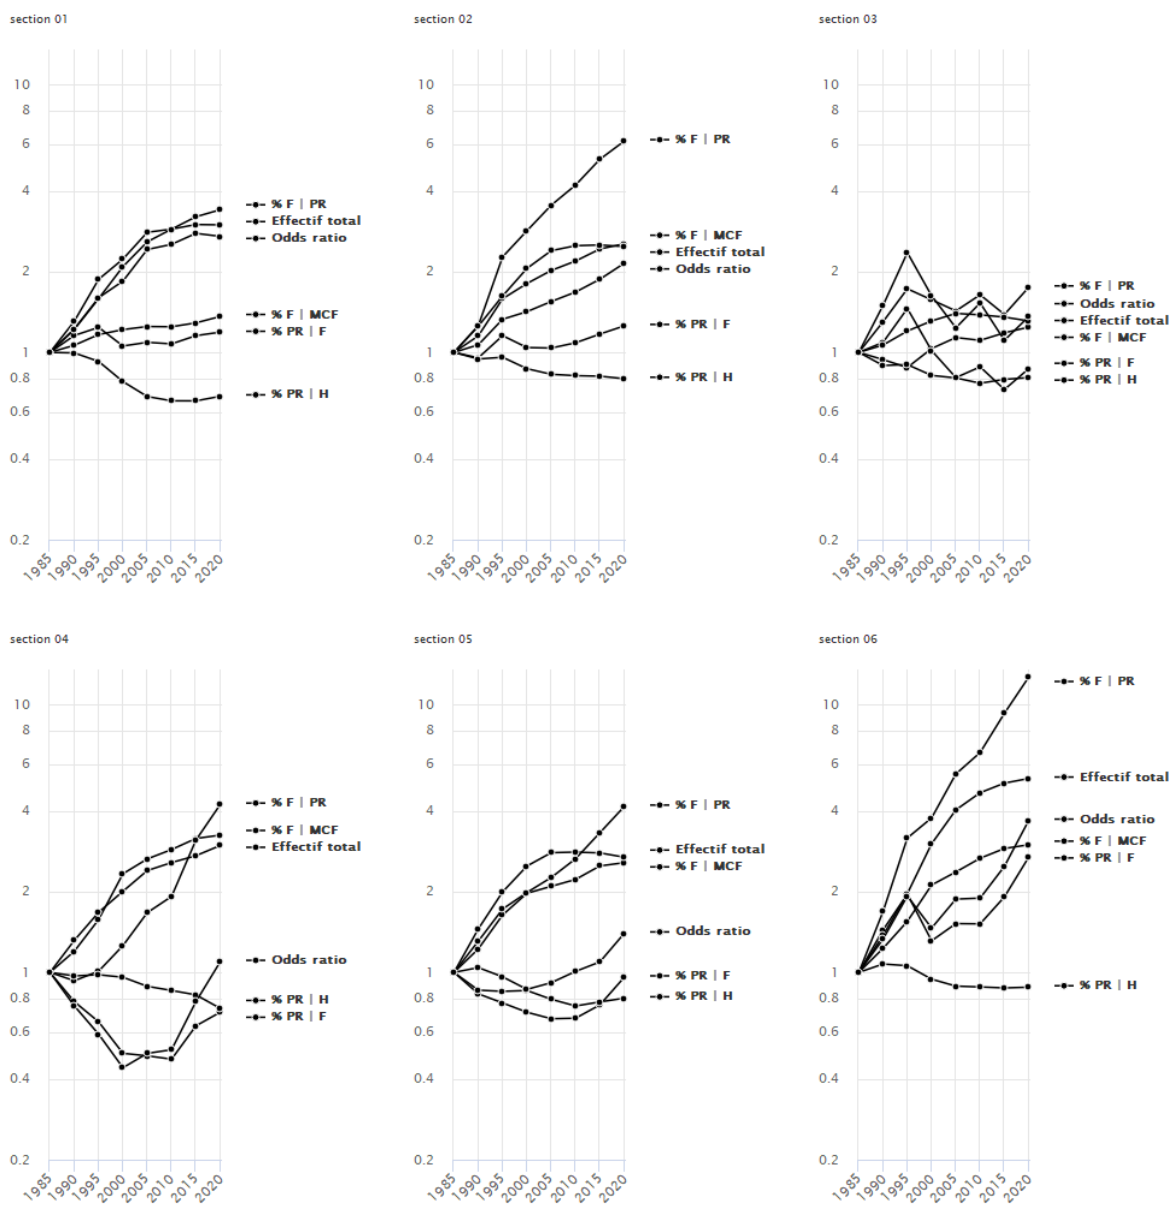 section 01
10
8
6
4
2
1
0.8
0.6
0.4
0.2
1985
1990
1995
2000
2005
2010
2015
2020
% F | PR
Effectif total
Odds ratio
% F | MCF
% PR | F
% PR | H
section 02
10
8
6
4
2
1
0.8
0.6
0.4
0.2
1985
1990
1995
2000
2005
2010
2015
2020
% F | PR
% F | MCF
Effectif total
Odds ratio
% PR | F
% PR | H
section 03
10
8
6
4
2
1
0.8
0.6
0.4
0.2
1985
1990
1995
2000
2005
2010
2015
2020
% F | PR
Odds ratio
Effectif total
% F | MCF
% PR | F
% PR | H
section 04
10
8
6
4
2
1
0.8
0.6
0.4
0.2
1985
1990
1995
2000
2005
2010
2015
2020
% F | PR
% F | MCF
Effectif total
Odds ratio
% PR | H
% PR | F
section 05
10
8
6
4
2
1
0.8
0.6
0.4
0.2
1985
1990
1995
2000
2005
2010
2015
2020
% F | PR
Effectif total
% F | MCF
Odds ratio
% PR | F
% PR | H
section 06
10
8
6
4
2
1
0.8
0.6
0.4
0.2
1985
1990
1995
2000
2005
2010
2015
2020
% F | PR
Effectif total
Odds ratio
% F | MCF
% PR | F
% PR | H